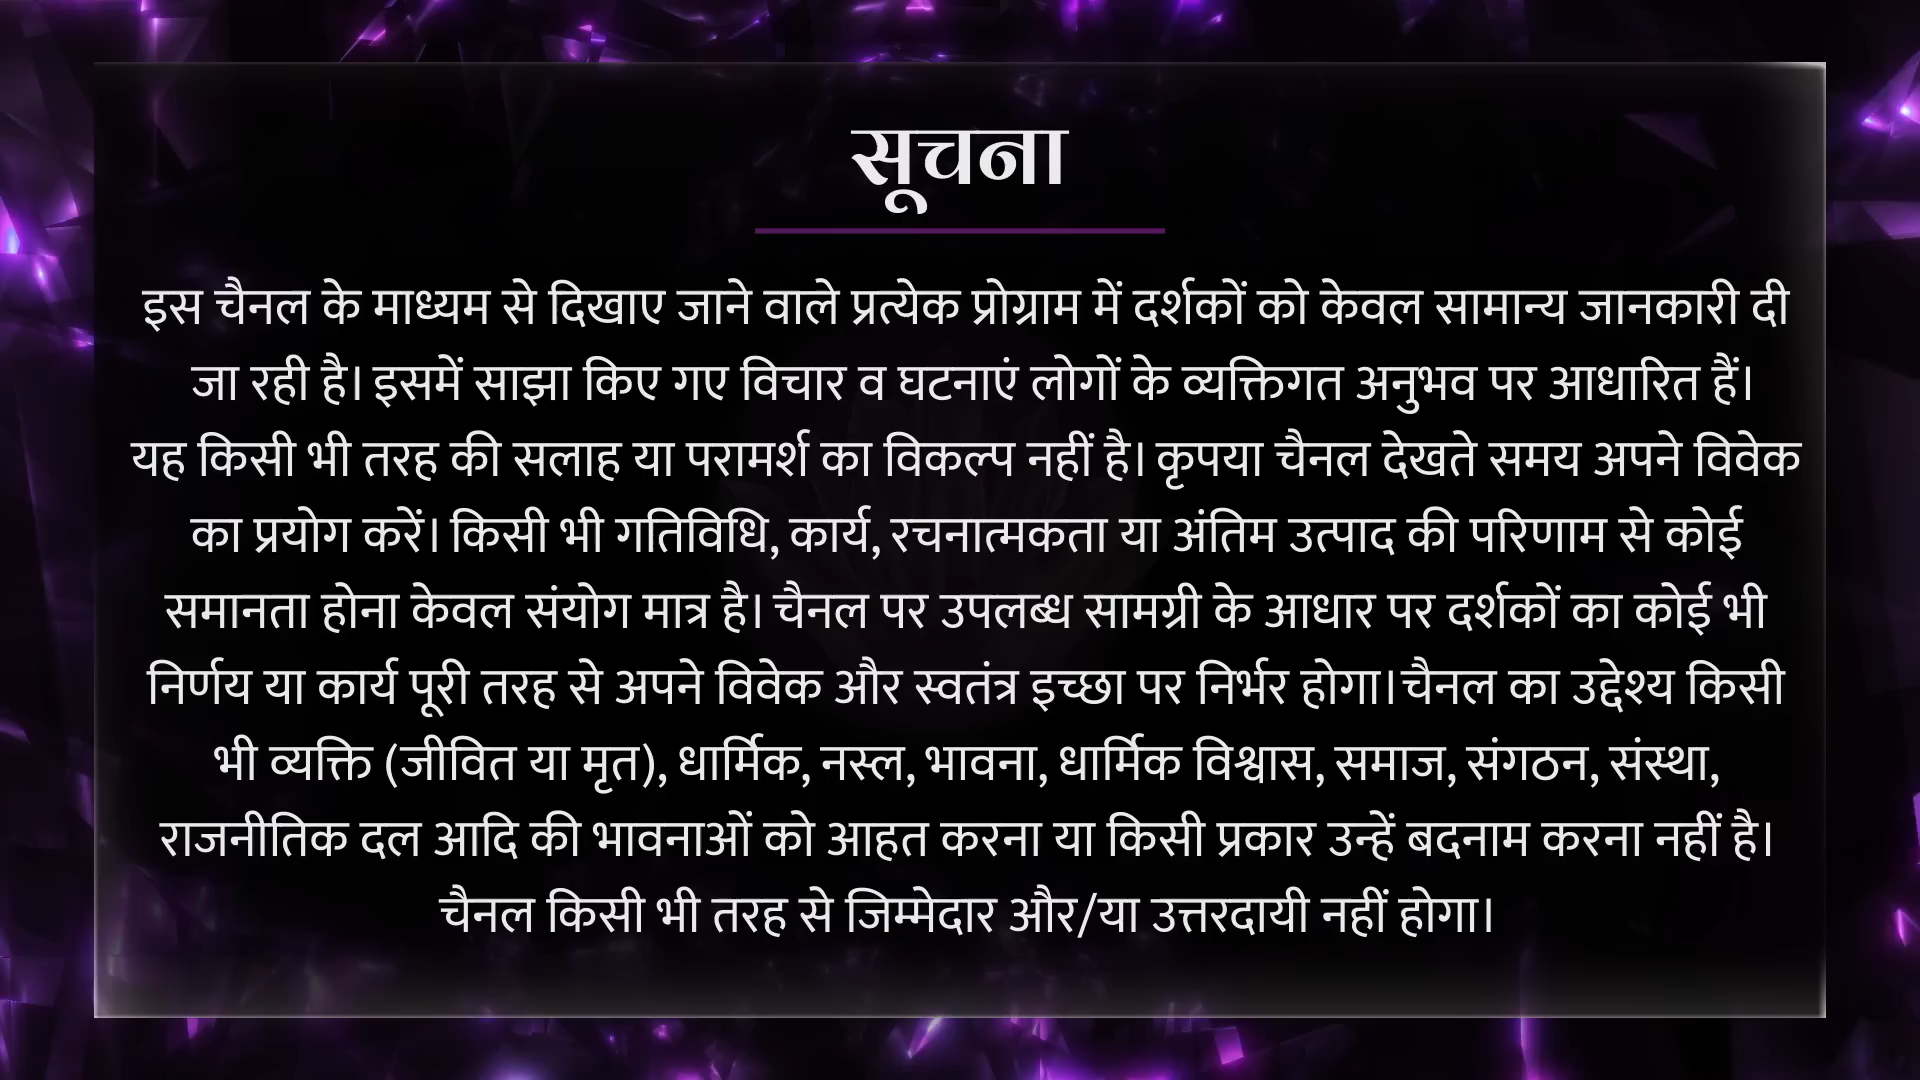 सूचना
इस चैनल के माध्यम से दिखाए जाने वाले प्रत्येक प्रोग्राम में दर्शकों को केवल सामान्य जानकारी दी
जा रही है। इसमें साझा किए गए विचार व घटनाएं लोगों के व्यक्तिगत अनुभव पर आधारित हैं।
यह किसी भी तरह की सलाह या परामर्श का विकल्प नहीं है। कृपया चैनल देखते समय अपने विवेक
का प्रयोग करें। किसी भी गतिविधि, कार्य, रचनात्मकता या अंतिम उत्पाद की परिणाम से कोई
समानता होना केवल संयोग मात्र है। चैनल पर उपलब्ध सामग्री के आधार पर दर्शकों का कोई भी
निर्णय या कार्य पूरी तरह से अपने विवेक और स्वतंत्र इच्छा पर निर्भर होगा।चैनल का उद्देश्य किसी
भी व्यक्ति (जीवित या मृत), धार्मिक, नस्ल, भावना, धार्मिक विश्वास, समाज, संगठन, संस्था,
राजनीतिक दल आदि की भावनाओं को आहत करना या किसी प्रकार उन्हें बदनाम करना नहीं है।
चैनल किसी भी तरह से जिम्मेदार और/या उत्तरदायी नहीं होगा।